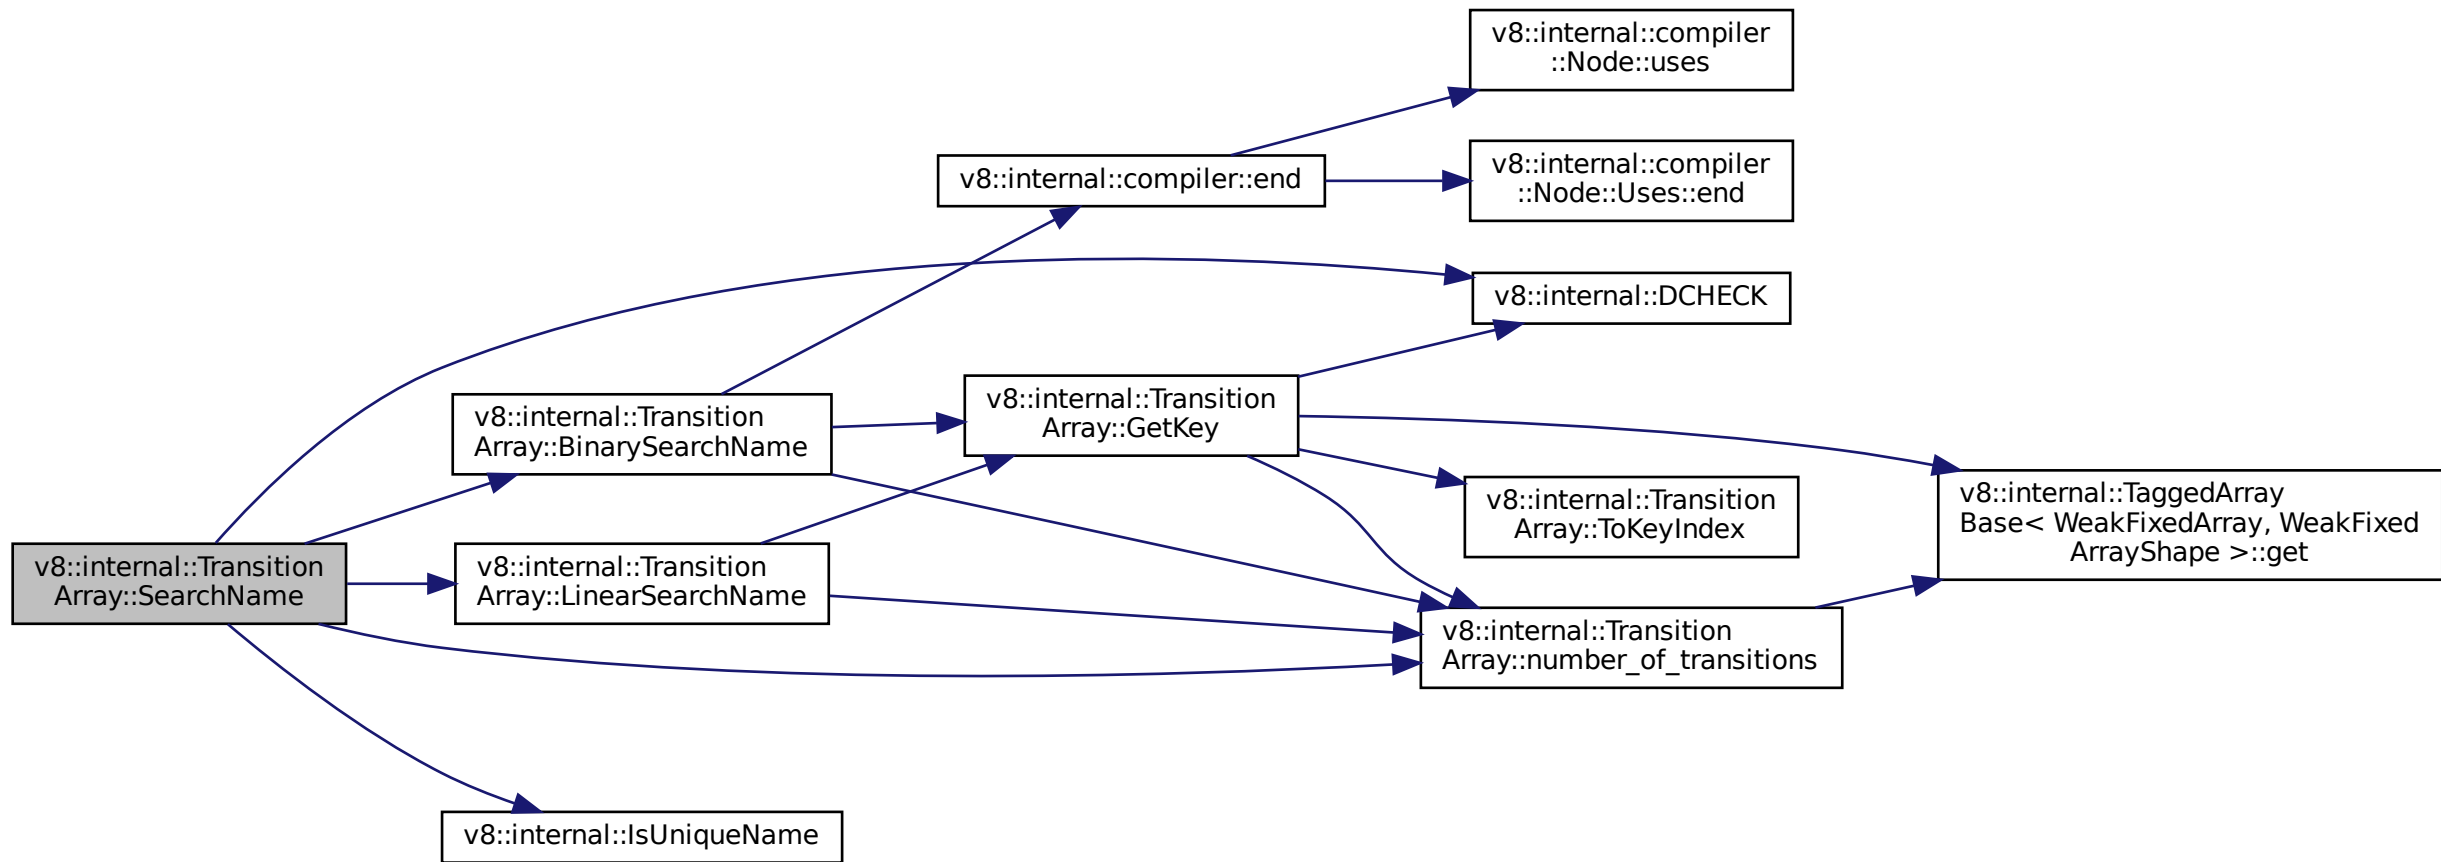 v8::internal::Transition
Array::SearchName
v8::internal::Transition
Array::BinarySearchName
v8::internal::compiler::end
v8::internal::compiler
::Node::uses
v8::internal::compiler
::Node::Uses::end
v8::internal::Transition
Array::GetKey
v8::internal::DCHECK
v8::internal::TaggedArray
Base< WeakFixedArray, WeakFixed
ArrayShape >::get
v8::internal::Transition
Array::number_of_transitions
v8::internal::Transition
Array::ToKeyIndex
v8::internal::Transition
Array::LinearSearchName
v8::internal::IsUniqueName